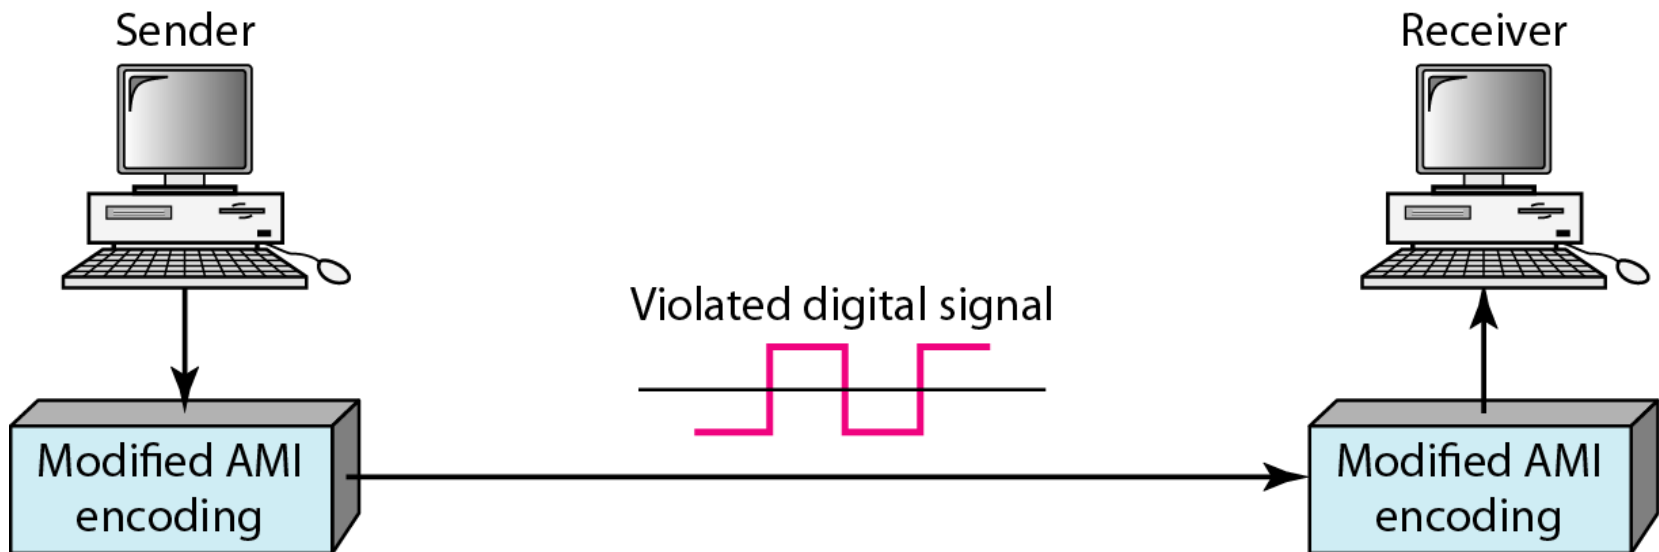 Sender
Receiver
Violated digital signal
Modified AMI
encoding
Modified AMI
encoding